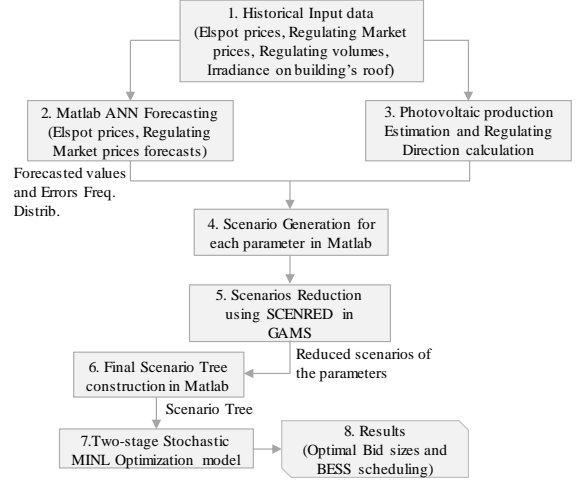 1. Historical Input data
(Elspot prices, Regulating Market
prices, Regulating volumes,
Irradiance on building's roof)
2. Matlab ANN Forecasting
(Elspot prices, Regulating
Market prices forecasts)
3. Photovoltaic production
Estimation and Regulating
Direction calculation
Forecasted values
and Errors Freq.
Distrib.
4. Scenario Generation for
each parameter in Matlab
5. Scenarios Reduction
using SCENRED in
GAMS
Reduced scenarios of
the parameters
6. Final Scenario Tree
construction in Matlab
Scenario Tree
7.Two-stage Stochastic
MINL Optimization model
8. Results
(Optimal Bid sizes and
BESS scheduling)